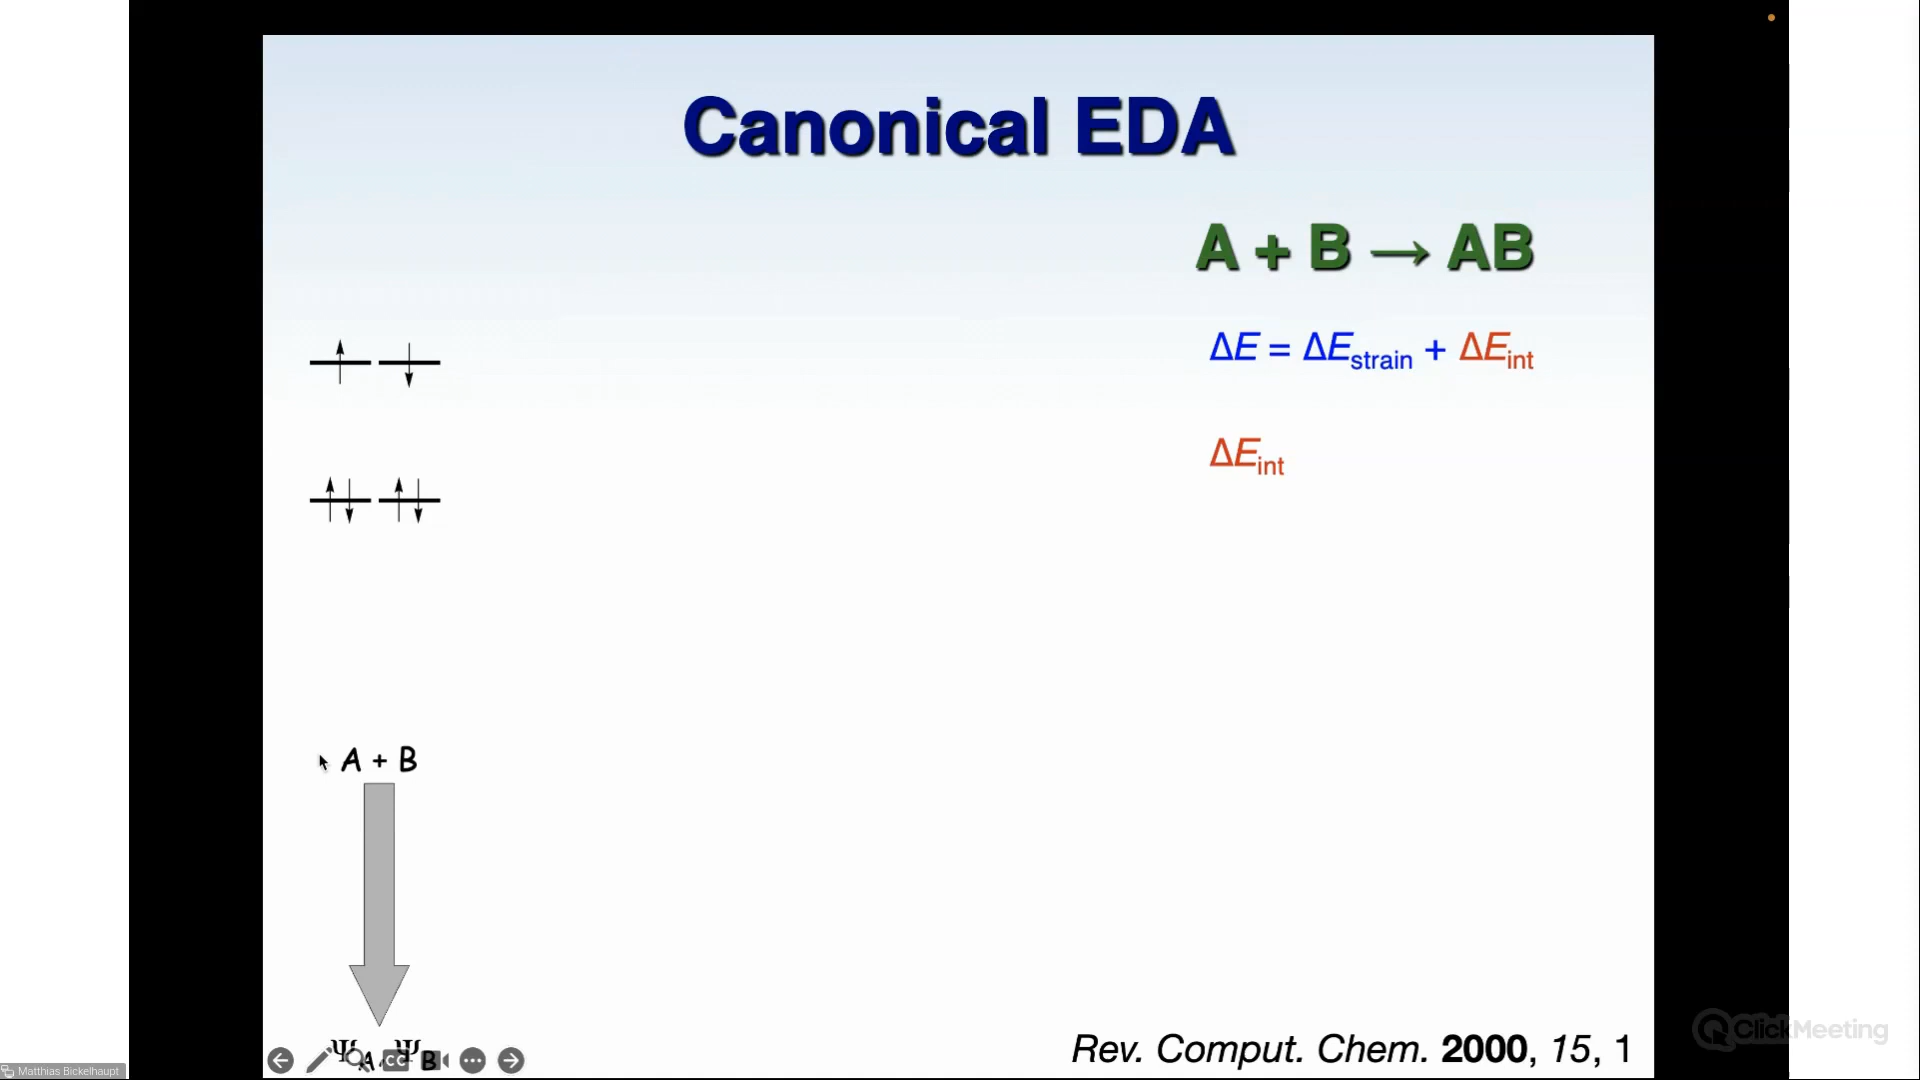 Canonical EDA
A + B → AB
ΔE = ΔEstrain + ΔEint
ΔEint
A + B
ΨA, ΨB
Rev. Comput. Chem. 2000, 15, 1
ClickMeeting
Matthias Bickelhaupt